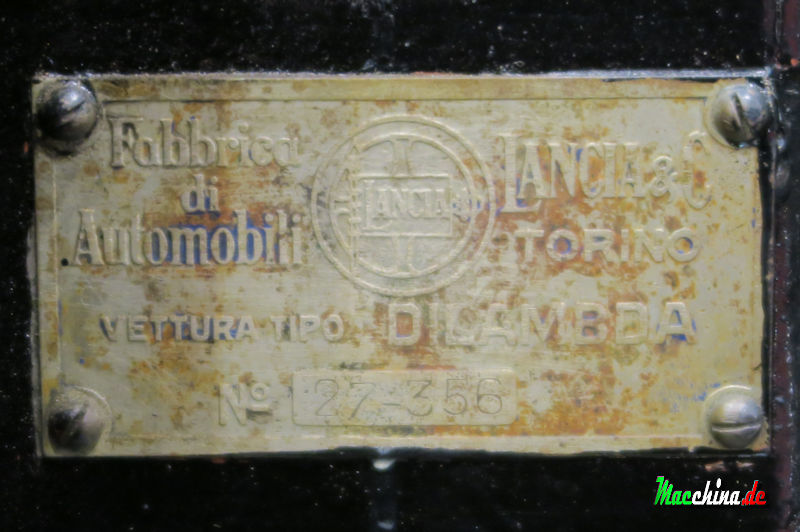 Fabbrica
di
Automobili
LANCIA
LANCIA & C
TORINO
VETTURA TIPO DILAMBDA
Nº 27-356
Macchina.de